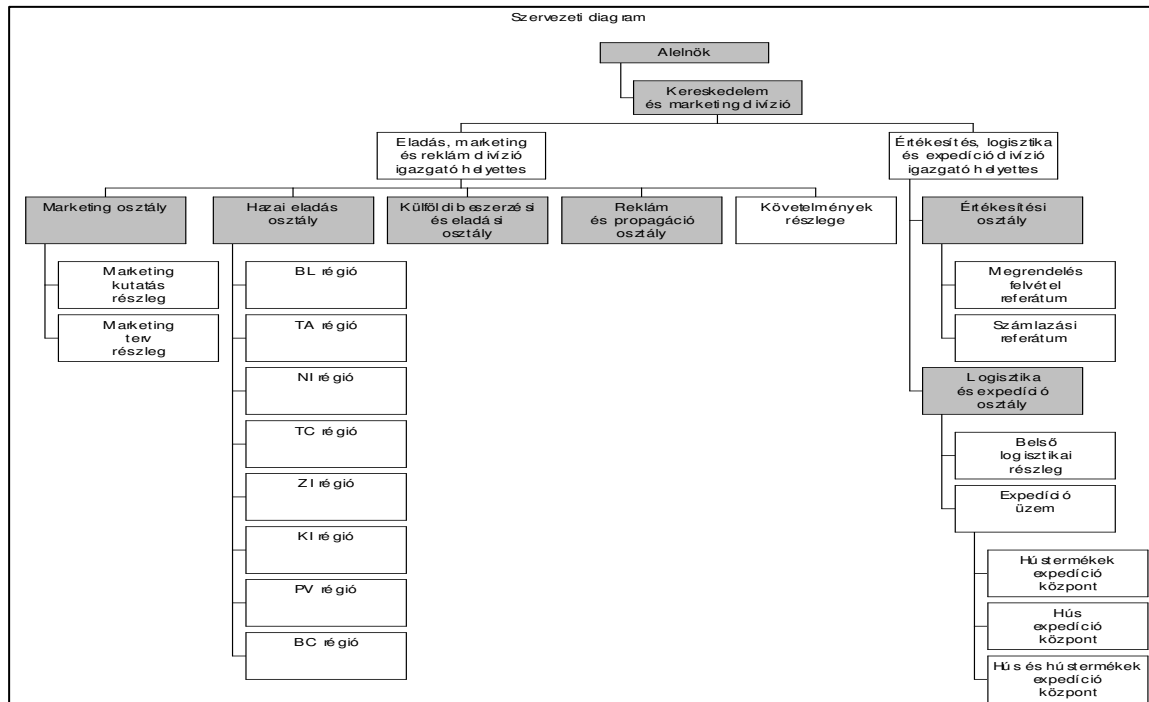 Szervezeti diagram
Alelnök
Kereskedelem
és marketing divízió
Eladás, marketing
és reklám divízió
igazgató helyettes
Értékesítés, logisztika
és expedíció divízió
igazgató helyettes
Marketing osztály
Hazai eladás
osztály
Külföldi beszerzési
és eladási
osztály
Reklám
és propagáció
osztály
Követelmények
részlege
Értékesítési
osztály
Marketing
kutatás
részleg
Marketing
terv
részleg
BL régió
TA régió
NI régió
TC régió
ZI régió
KI régió
PV régió
BC régió
Megrendelés
felvétel
referátum
Számlazási
referátum
Logisztika
és expedíció
osztály
Belső
logisztikai
részleg
Expedíció
üzem
Hústermékek
expedíció
központ
Hús
expedíció
központ
Hús és hústermékek
expedíció
központ